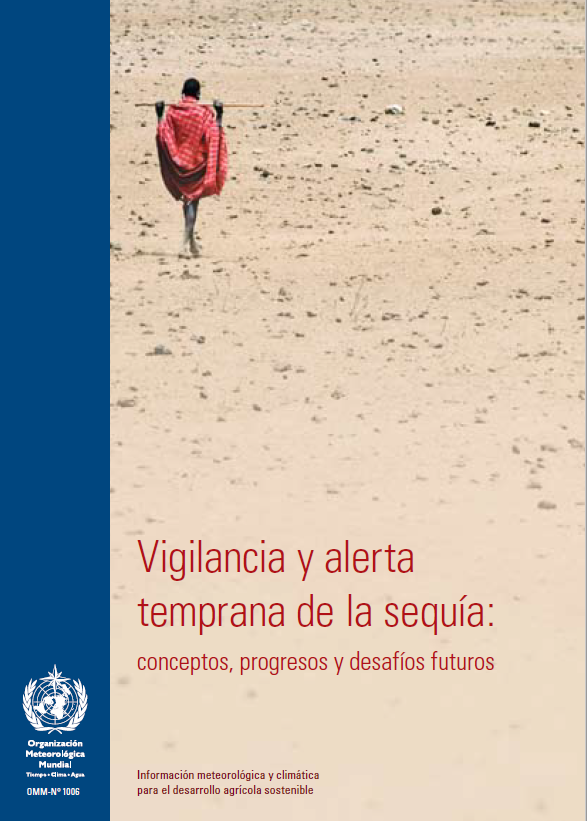 Vigilancia y alerta
temprana de la sequía:
conceptos, progresos y desafíos futuros
Organización
Meteorológica
Mundial
Tiempo • Clima • Agua
OMM-Nº 1006
Información meteorológica y climática
para el desarrollo agrícola sostenible